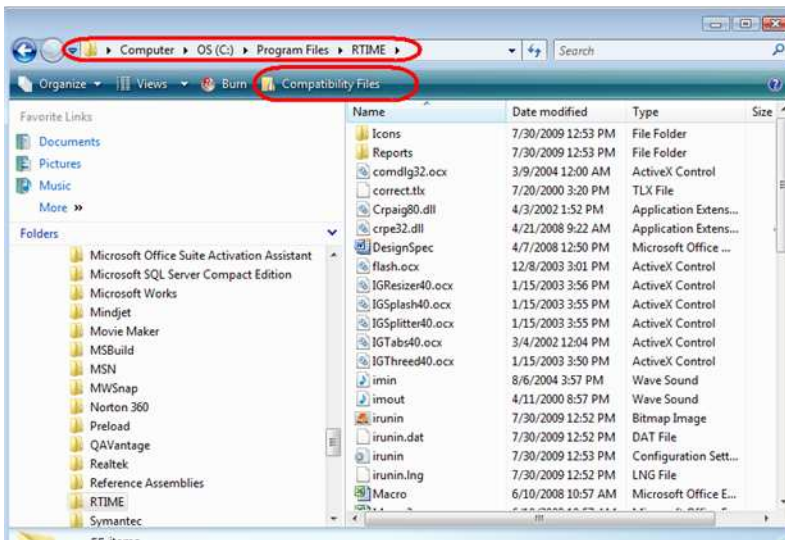 Computer ▸ OS (C:) ▸ Program Files ▸ RTIME ▸
Search
Organize Views Burn Compatibility Files
Favorite Links
Documents
Pictures
Music
More »
Folders
Microsoft Office Suite Activation Assistant
Microsoft SQL Server Compact Edition
Microsoft Works
Mindjet
Movie Maker
MSBuild
MSN
MWSnap
Norton 360
Preload
QAVantage
Realtek
Reference Assemblies
RTIME
Symantec
Name Date modified Type Size
Icons 7/30/2009 12:53 PM File Folder
Reports 7/30/2009 12:53 PM File Folder
comdlg32.ocx 3/9/2004 12:00 AM ActiveX Control
correct.tlx 7/20/2000 3:20 PM TLX File
Crpaig80.dll 4/3/2002 1:52 PM Application Extens...
crpe32.dll 4/21/2008 9:22 AM Application Extens...
DesignSpec 4/7/2008 12:50 PM Microsoft Office ...
flash.ocx 12/8/2003 3:01 PM ActiveX Control
IGResizer40.ocx 1/15/2003 3:56 PM ActiveX Control
IGSplash40.ocx 1/15/2003 3:55 PM ActiveX Control
IGSplitter40.ocx 1/15/2003 3:55 PM ActiveX Control
IGTabs40.ocx 3/4/2002 12:04 PM ActiveX Control
IGThreed40.ocx 1/15/2003 3:50 PM ActiveX Control
imin 8/6/2004 3:57 PM Wave Sound
imout 4/11/2000 8:57 PM Wave Sound
irunin 7/30/2009 12:52 PM Bitmap Image
irunin.dat 7/30/2009 12:52 PM DAT File
irunin 7/30/2009 12:53 PM Configuration Sett...
irunin.lng 7/30/2009 12:52 PM LNG File
Macro 6/10/2008 10:57 AM Microsoft Office E...